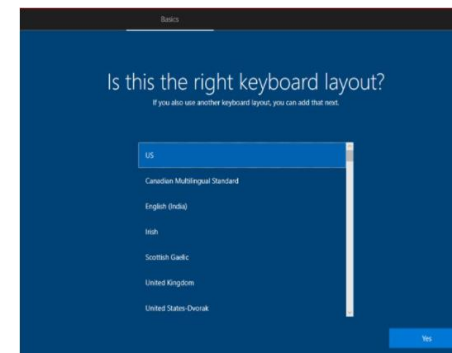 Basics
Is this the right keyboard layout?
If you also use another keyboard layout, you can add that next.
US
Canadian Multilingual Standard
English (India)
Irish
Scottish Gaelic
United Kingdom
United States-Dvorak
Yes